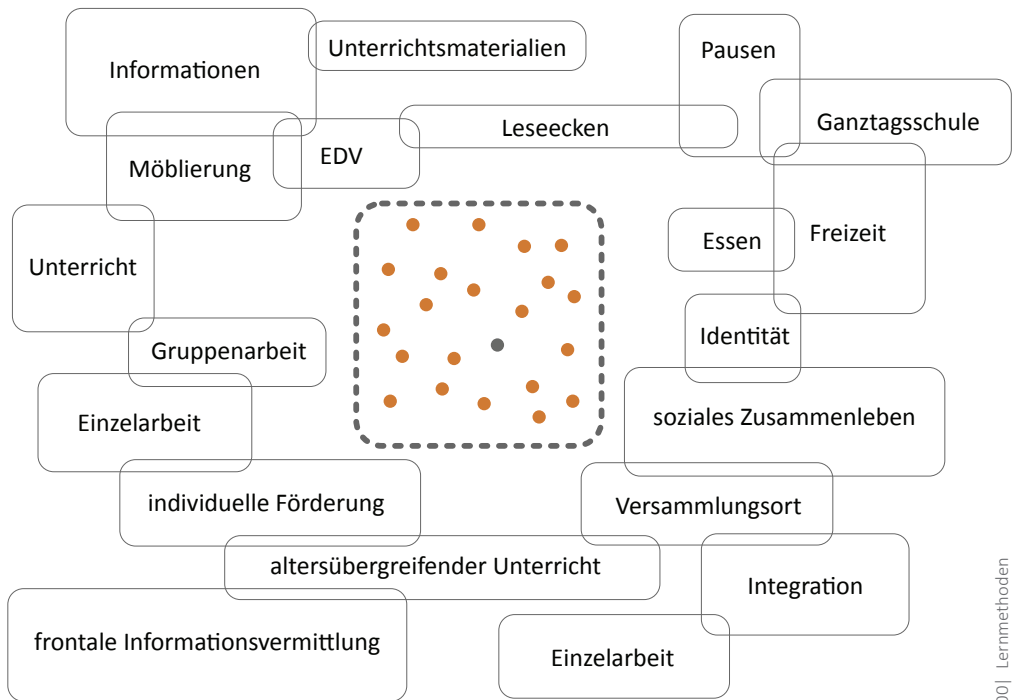 Informationen
Unterrichtsmaterialien
Pausen
Leseecken
Ganztagsschule
Möblierung
EDV
Unterricht
Essen
Freizeit
Gruppenarbeit
Identität
Einzelarbeit
soziales Zusammenleben
individuelle Förderung
Versammlungsort
altersübergreifender Unterricht
Integration
frontale Informationsvermittlung
Einzelarbeit
00| Lernmethoden